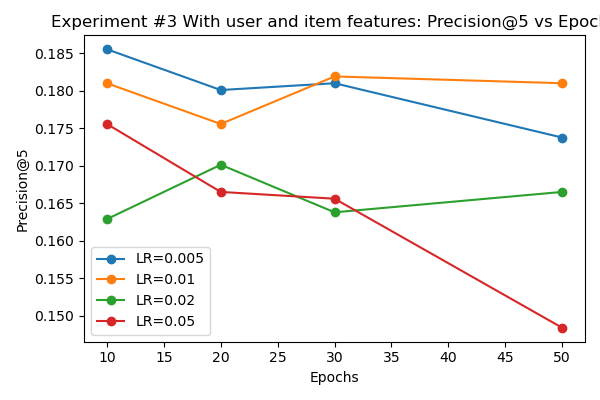 Experiment #3 With user and item features: Precision@5 vs Epoch
0.185
0.180
0.175
0.170
0.165
0.160
0.155
0.150
Precision@5
LR=0.005
LR=0.01
LR=0.02
LR=0.05
10 15 20 25 30 35 40 45 50
Epochs